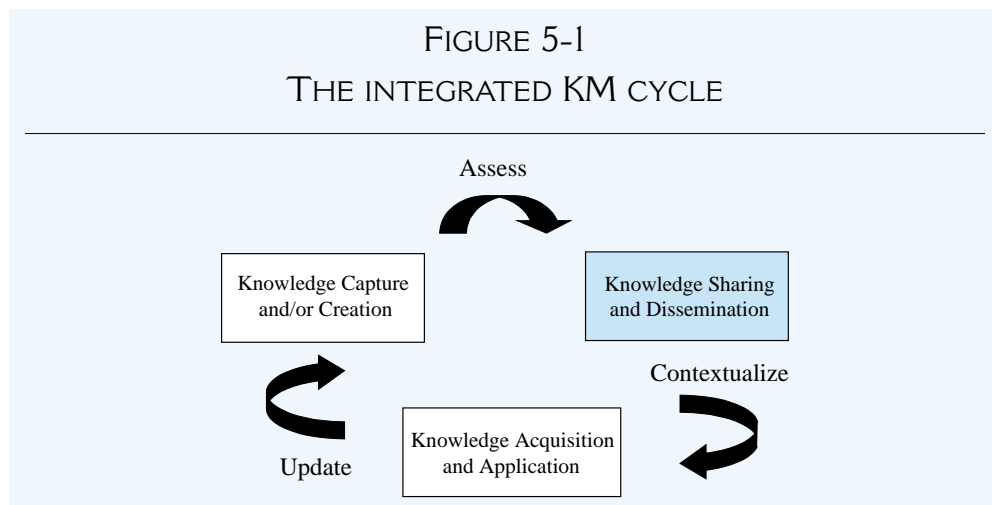 FIGURE 5-1
THE INTEGRATED KM CYCLE
Assess
Knowledge Capture
and/or Creation
Knowledge Sharing
and Dissemination
Contextualize
Knowledge Acquisition
and Application
Update